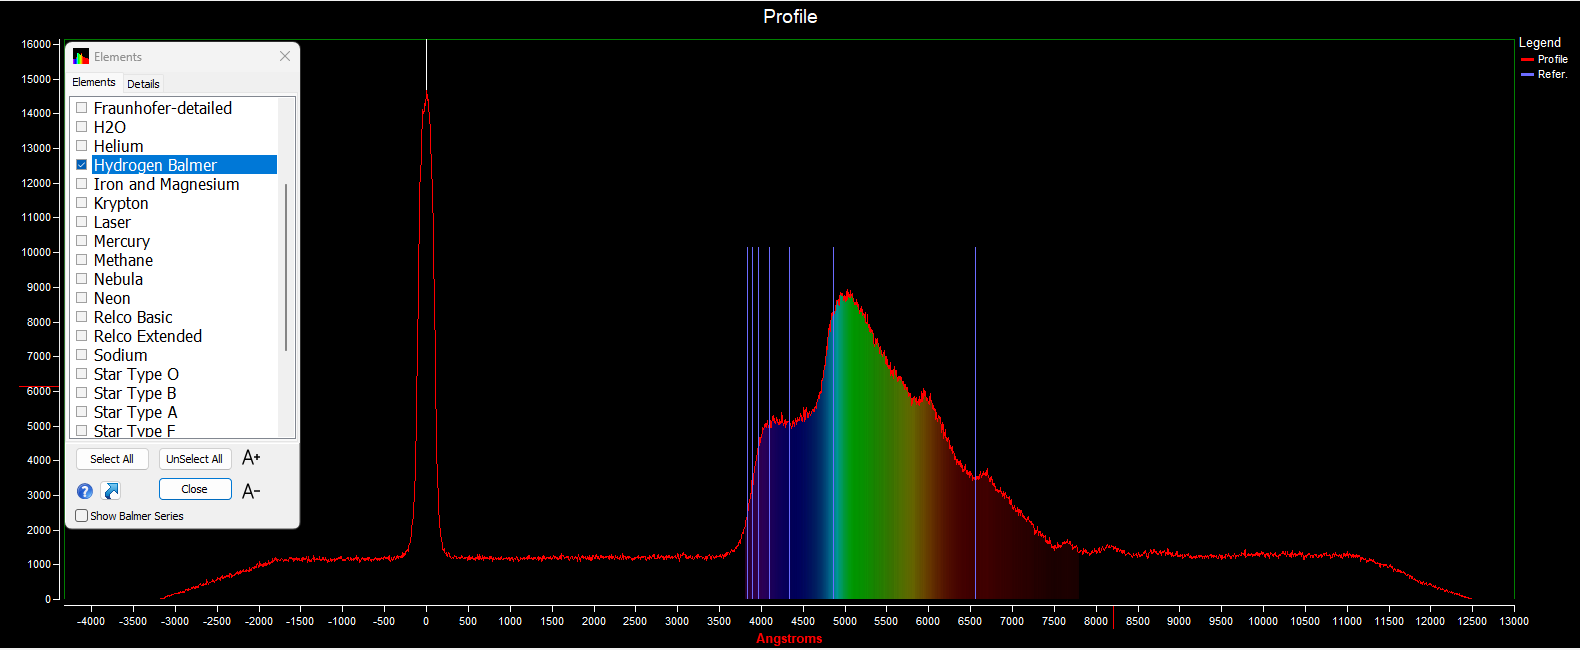 Profile
Legend
Profile
Refer.
16000
15000
14000
13000
12000
11000
10000
9000
8000
7000
6000
5000
4000
3000
2000
1000
0
Elements
Elements Details
Fraunhofer-detailed
H2O
Helium
Hydrogen Balmer
Iron and Magnesium
Krypton
Laser
Mercury
Methane
Nebula
Neon
Relco Basic
Relco Extended
Sodium
Star Type O
Star Type B
Star Type A
Star Type F
Select All UnSelect All A+
? Close A-
Show Balmer Series
-4000 -3500 -3000 -2500 -2000 -1500 -1000 -500 0 500 1000 1500 2000 2500 3000 3500 4000 4500 5000 5500 6000 6500 7000 7500 8000 8500 9000 9500 10000 10500 11000 11500 12000 12500 13000
Angstroms